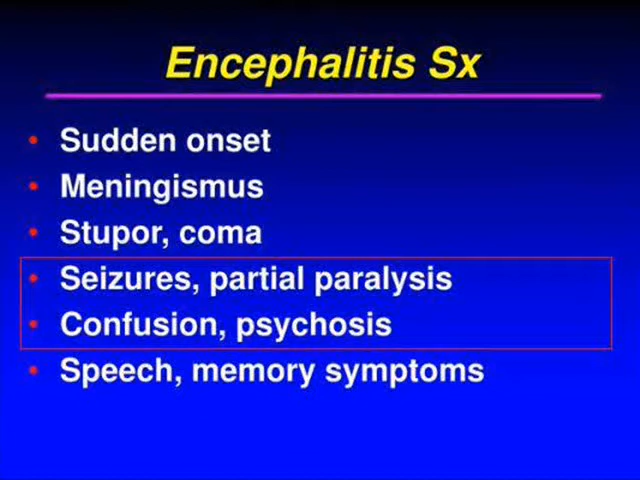 Encephalitis Sx
• Sudden onset
• Meningismus
• Stupor, coma
• Seizures, partial paralysis
• Confusion, psychosis
• Speech, memory symptoms